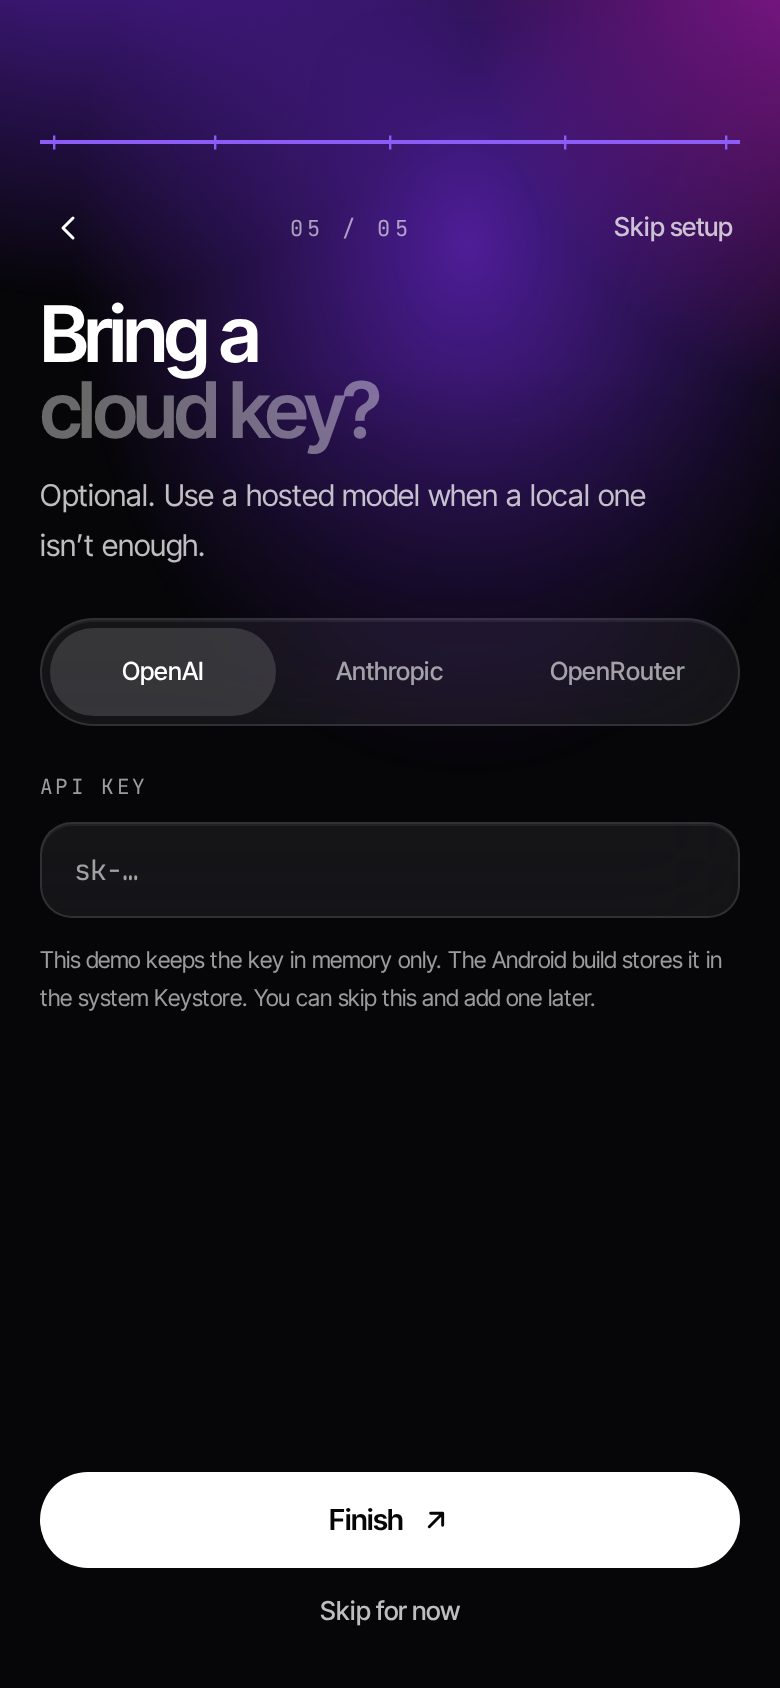 05 / 05
Skip setup
Bring a
cloud key?
Optional. Use a hosted model when a local one
isn’t enough.
OpenAI
Anthropic
OpenRouter
API KEY
sk-…
This demo keeps the key in memory only. The Android build stores it in
the system Keystore. You can skip this and add one later.
Finish
Skip for now